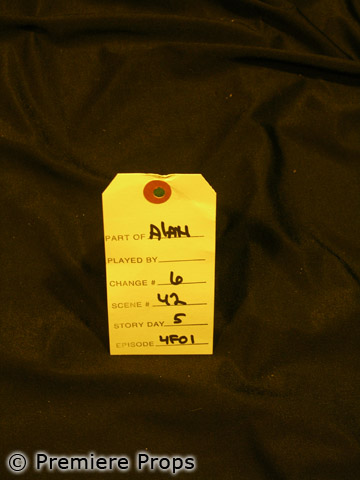 PART OF AlAN
PLAYED BY
CHANGE # 6
SCENE # 42
STORY DAY 5
EPISODE 4F01
© Premiere Props